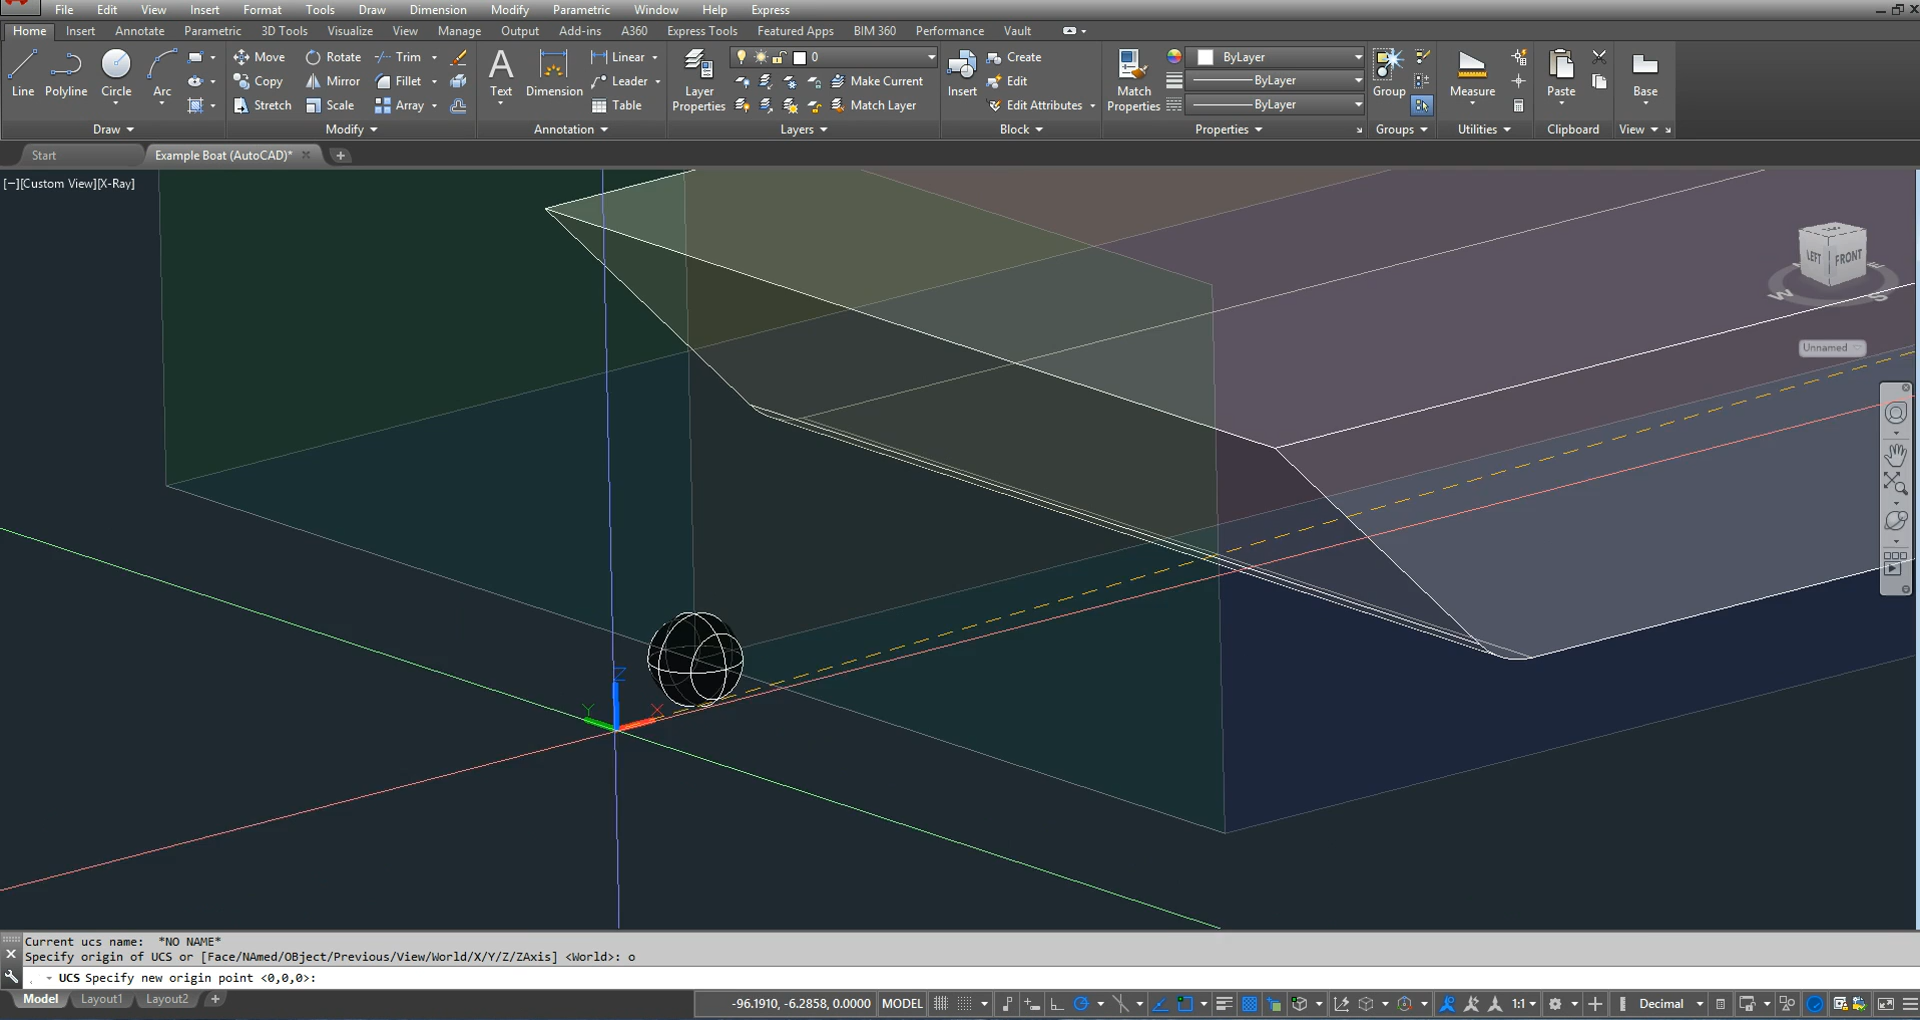 File Edit View Insert Format Tools Draw Dimension Modify Parametric Window Help Express
Home Insert Annotate Parametric 3D Tools Visualize View Manage Output Add-ins A360 Express Tools Featured Apps BIM 360 Performance Vault
Line Polyline Circle Arc
Move Rotate Trim
Copy Mirror Fillet
Stretch Scale Array
Text Dimension
Linear
Leader
Table
Layer Properties
0
Make Current
Match Layer
Insert
Create
Edit
Edit Attributes
Match Properties
ByLayer
ByLayer
ByLayer
Group
Measure
Paste
Base
Draw Modify Annotation Layers Block Properties Groups Utilities Clipboard View
Start Example Boat (AutoCAD)*
[−][Custom View][X-Ray]
LEFT FRONT
W S
Unnamed
Z
Y X
Current ucs name: *NO NAME*
Specify origin of UCS or [Face/NAmed/OBject/Previous/View/World/X/Y/Z/ZAxis] <World>: o
UCS Specify new origin point <0,0,0>:
Model Layout1 Layout2
-96.1910, -6.2858, 0.0000 MODEL 1:1 Decimal